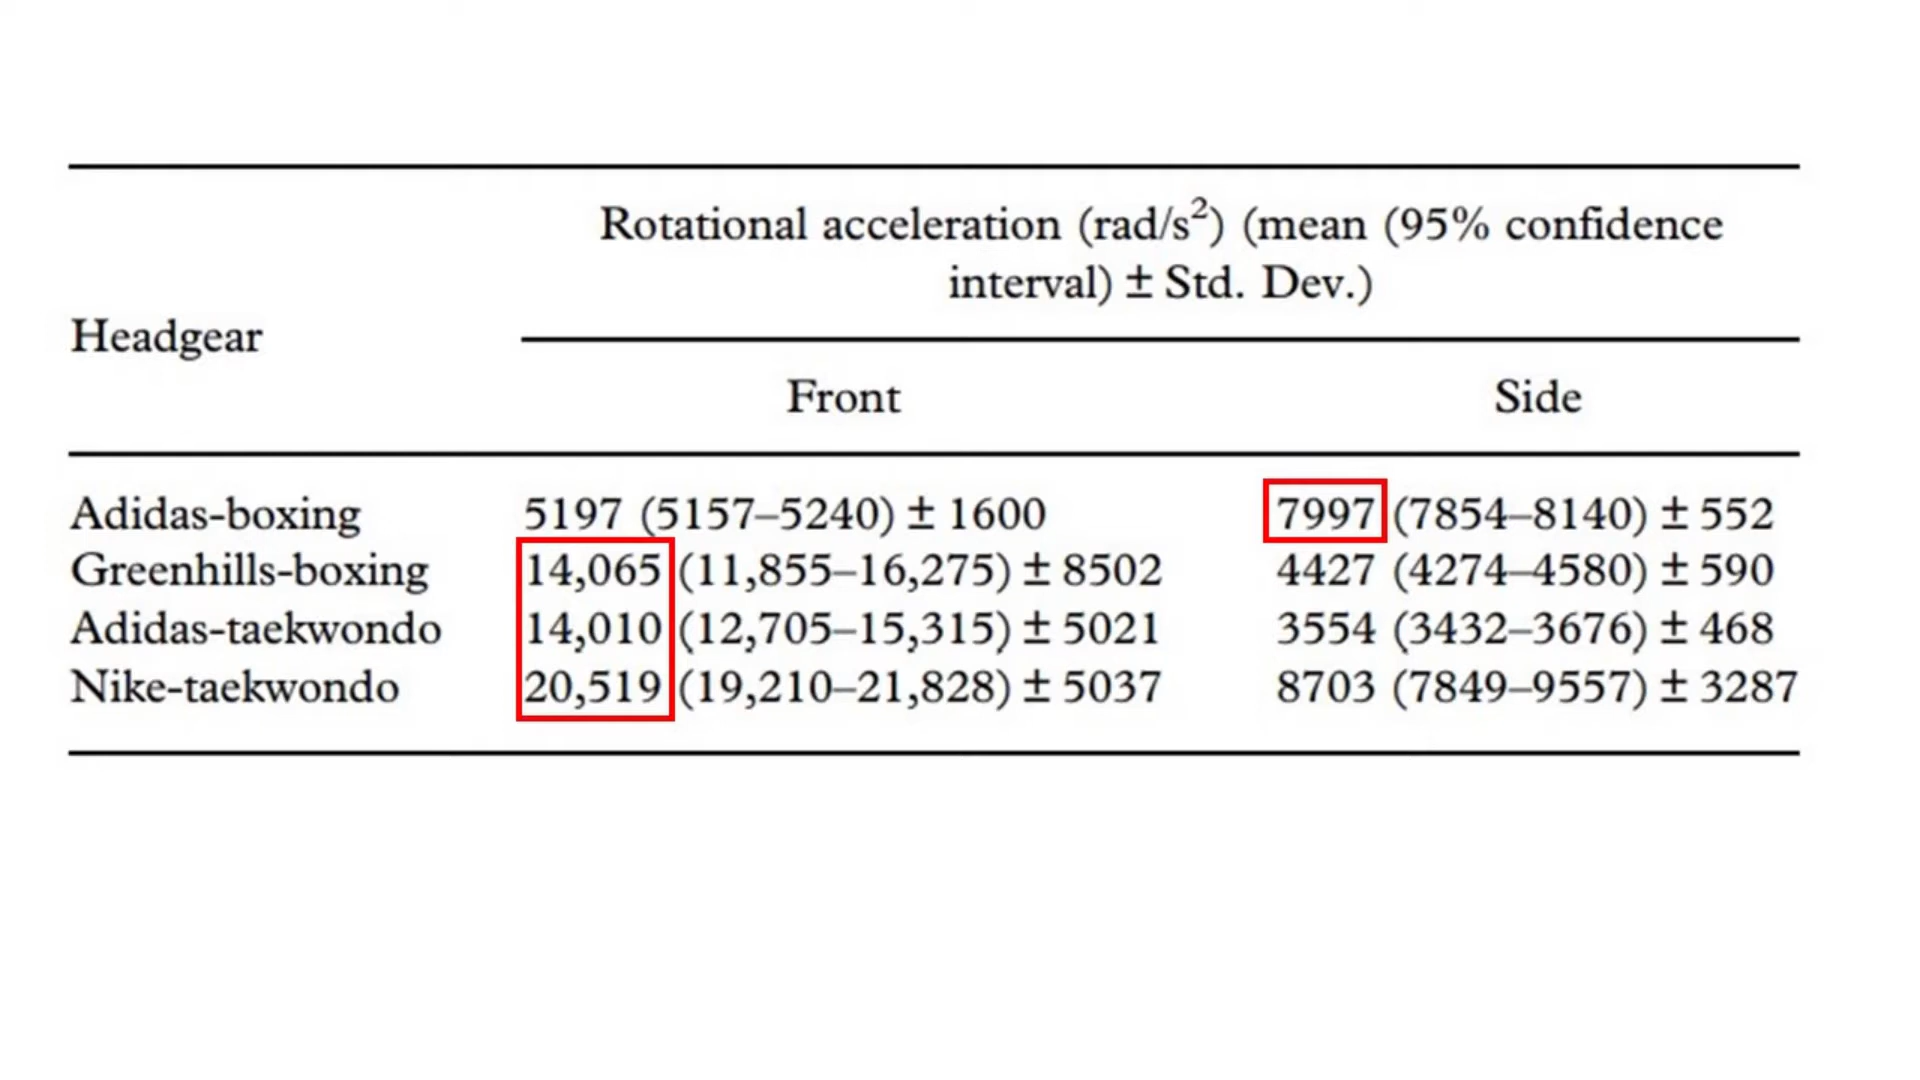 Rotational acceleration (rad/s²) (mean (95% confidence
interval) ± Std. Dev.)
Headgear
Front Side
Adidas-boxing 5197 (5157–5240) ± 1600 7997 (7854–8140) ± 552
Greenhills-boxing 14,065 (11,855–16,275) ± 8502 4427 (4274–4580) ± 590
Adidas-taekwondo 14,010 (12,705–15,315) ± 5021 3554 (3432–3676) ± 468
Nike-taekwondo 20,519 (19,210–21,828) ± 5037 8703 (7849–9557) ± 3287